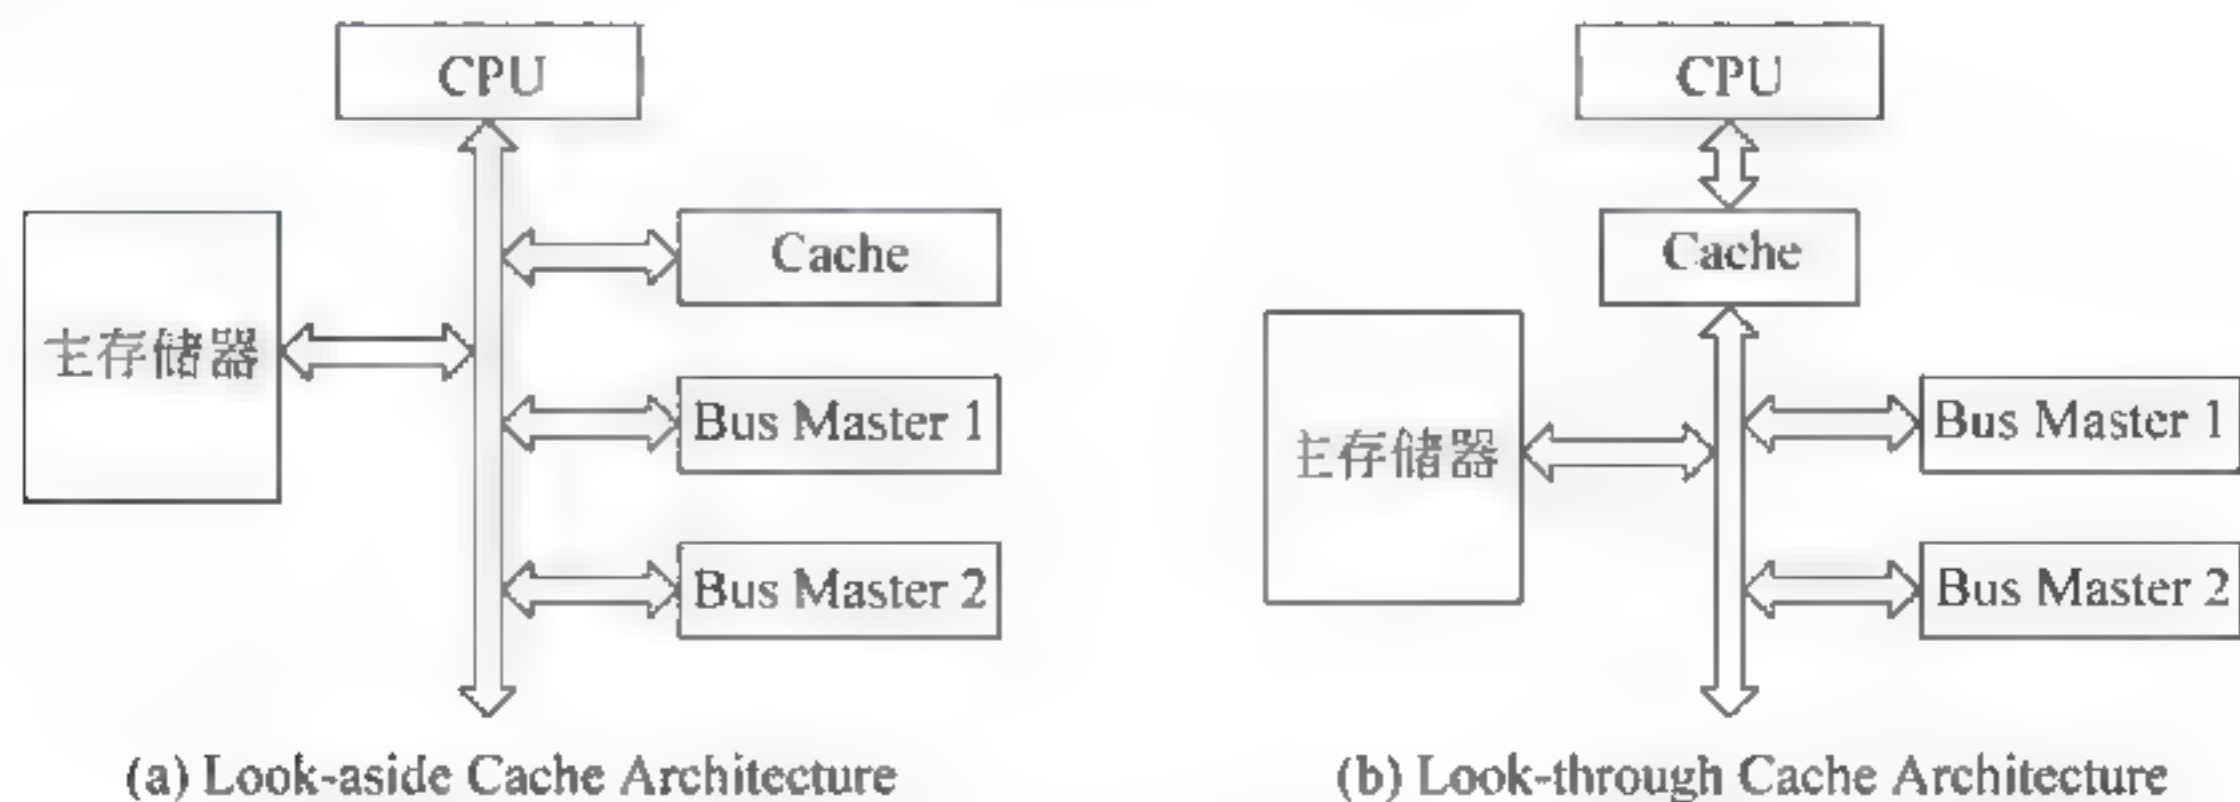 CPU
Cache
主存储器
Bus Master 1
Bus Master 2
(a) Look-aside Cache Architecture
CPU
Cache
主存储器
Bus Master 1
Bus Master 2
(b) Look-through Cache Architecture